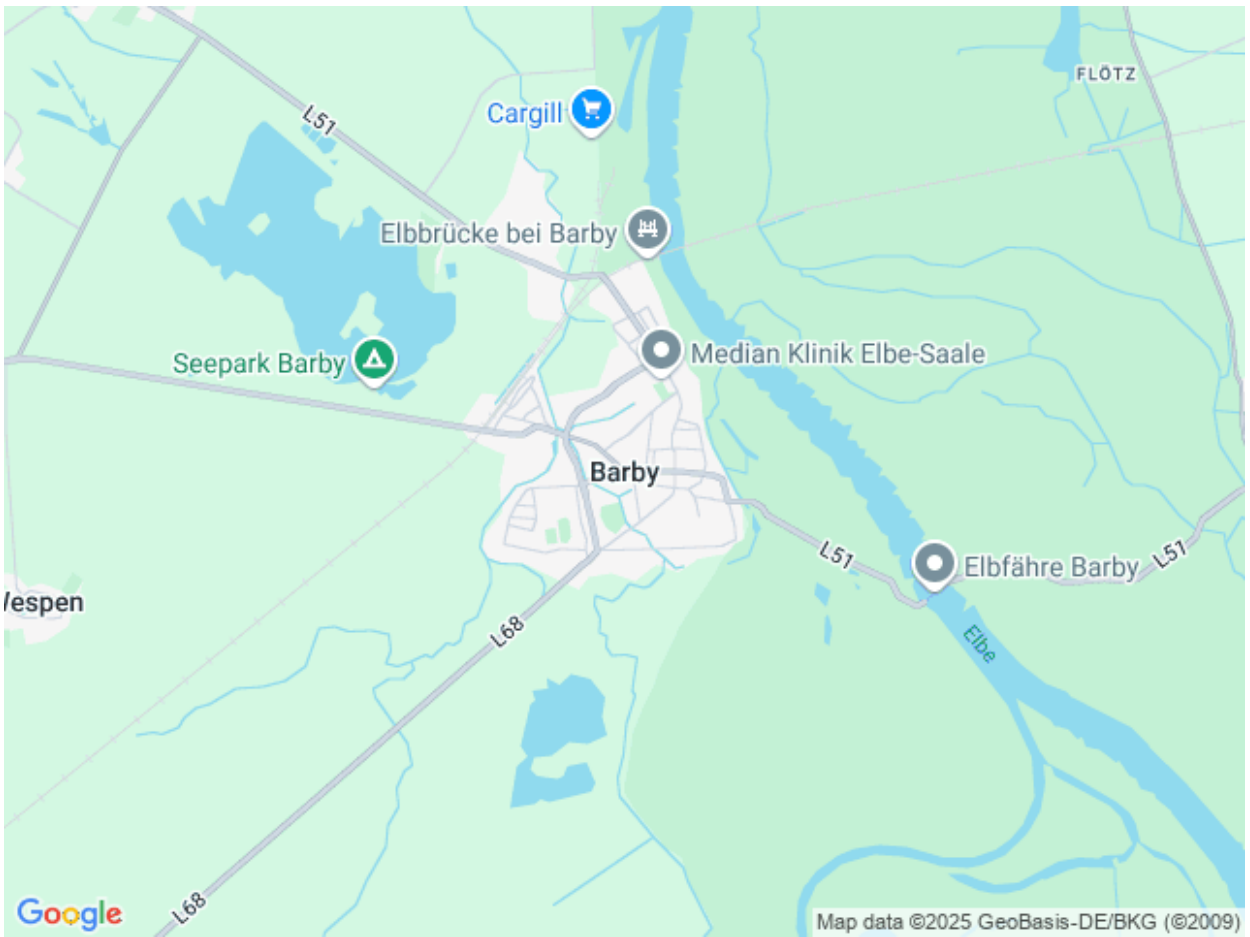 FLÖTZ
Cargill
L51
Elbbrücke bei Barby
Median Klinik Elbe-Saale
Seepark Barby
Barby
L51
L51
Elbfähre Barby
Wespen
L68
Elbe
L68
Google
Map data ©2025 GeoBasis-DE/BKG (©2009)